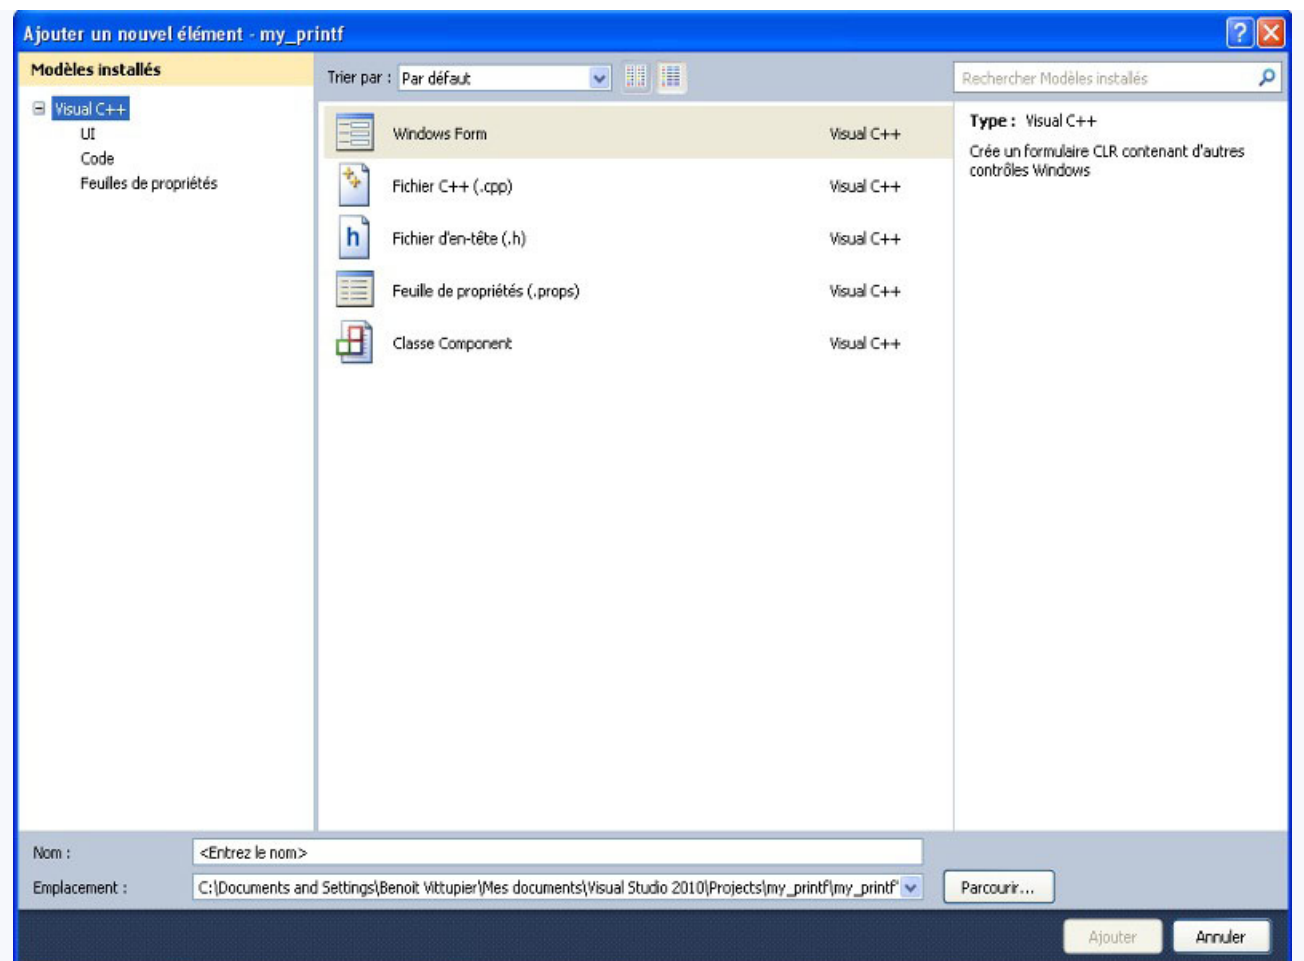 Ajouter un nouvel élément - my_printf
Modèles installés
Trier par : Par défaut
Rechercher Modèles installés
Visual C++
UI
Code
Feuilles de propriétés
Windows Form Visual C++
Fichier C++ (.cpp) Visual C++
Fichier d'en-tête (.h) Visual C++
Feuille de propriétés (.props) Visual C++
Classe Component Visual C++
Type : Visual C++
Crée un formulaire CLR contenant d'autres
contrôles Windows
Nom : <Entrez le nom>
Emplacement : C:\Documents and Settings\Benoit Vittupier\Mes documents\Visual Studio 2010\Projects\my_printf\my_printf Parcourir...
Ajouter Annuler